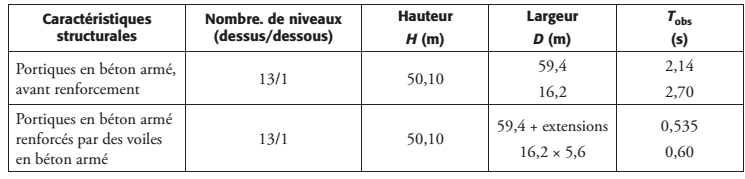 Caractéristiques structurales
Nombre. de niveaux (dessus/dessous)
Hauteur H (m)
Largeur D (m)
Tobs (s)
Portiques en béton armé, avant renforcement
13/1
50,10
59,4
16,2
2,14
2,70
Portiques en béton armé renforcés par des voiles en béton armé
13/1
50,10
59,4 + extensions
16,2 × 5,6
0,535
0,60